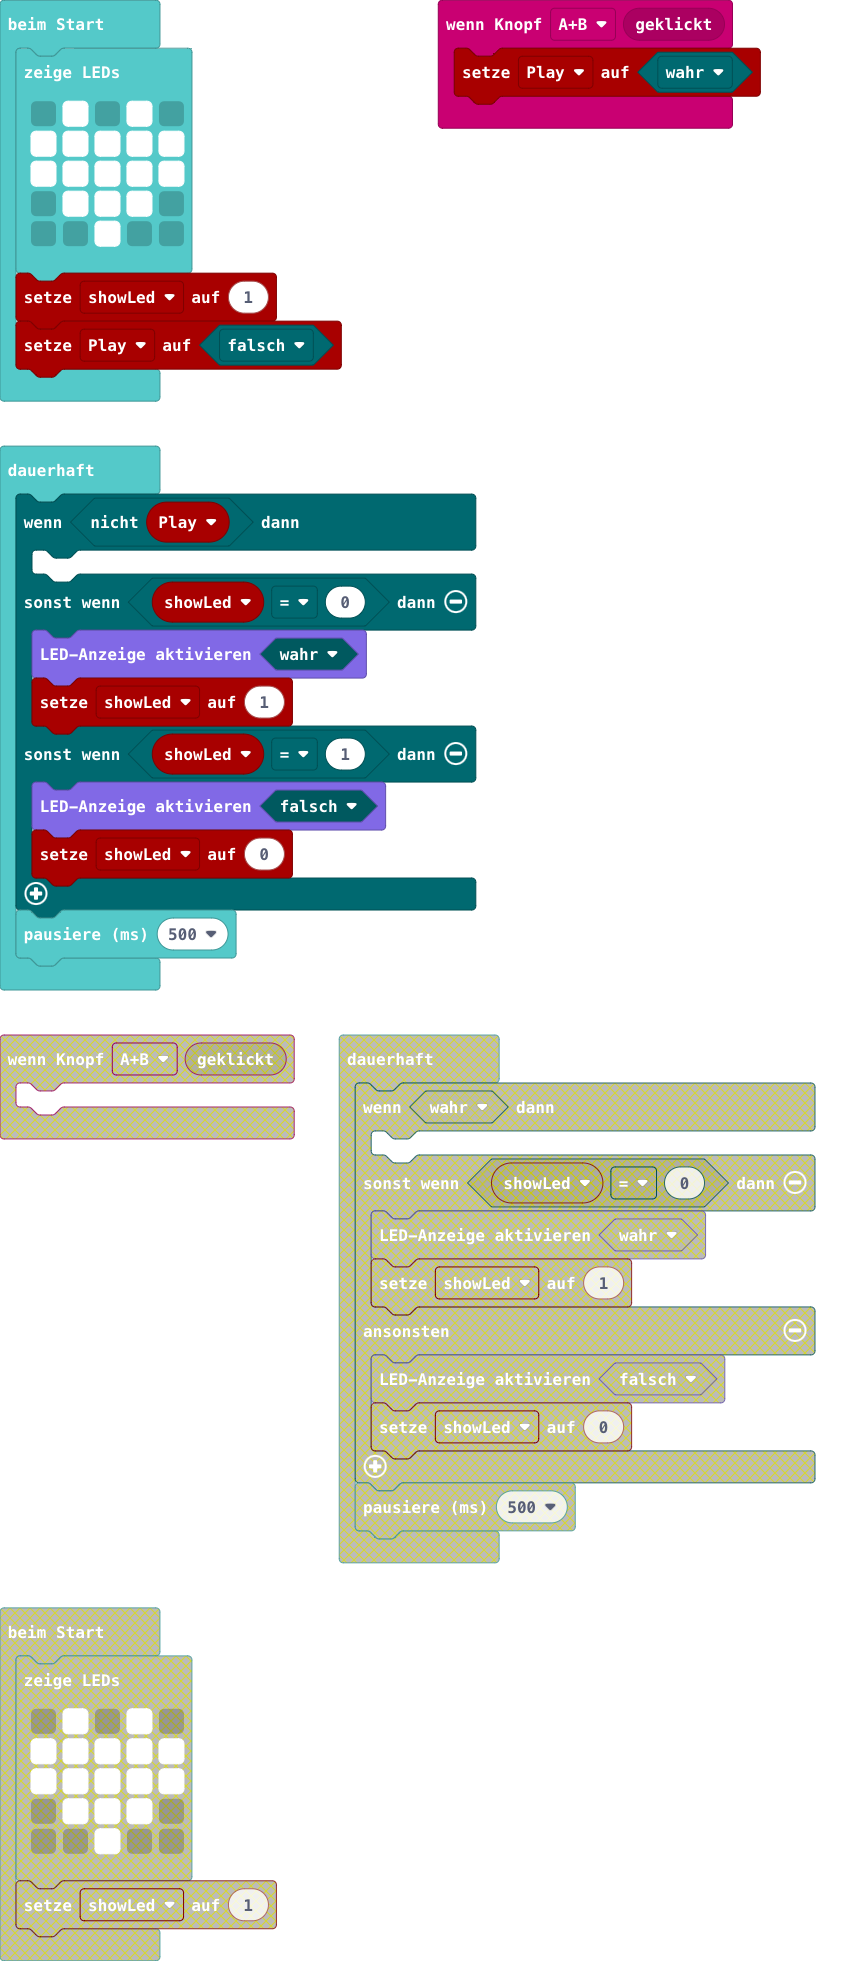 beim Start
zeige LEDs
setze showLed auf 1
setze Play auf falsch
wenn Knopf A+B geklickt
setze Play auf wahr
dauerhaft
wenn nicht Play dann
sonst wenn showLed = 0 dann
LED-Anzeige aktivieren wahr
setze showLed auf 1
sonst wenn showLed = 1 dann
LED-Anzeige aktivieren falsch
setze showLed auf 0
pausiere (ms) 500
wenn Knopf A+B geklickt
dauerhaft
wenn wahr dann
sonst wenn showLed = 0 dann
LED-Anzeige aktivieren wahr
setze showLed auf 1
ansonsten
LED-Anzeige aktivieren falsch
setze showLed auf 0
pausiere (ms) 500
beim Start
zeige LEDs
setze showLed auf 1